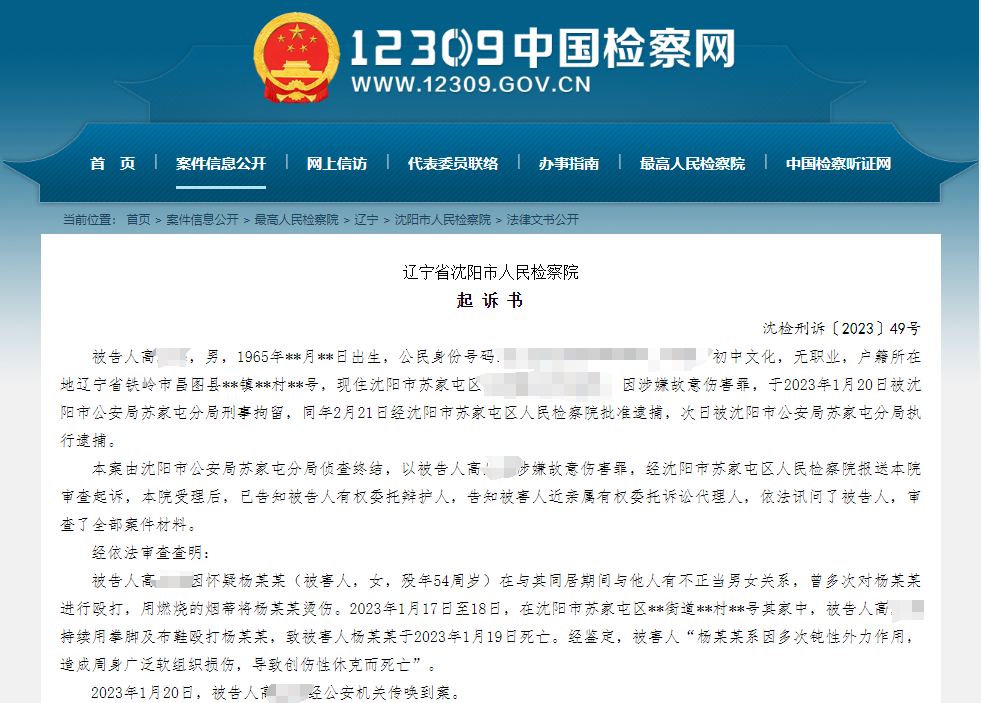 12309中国检察网
WWW.12309.GOV.CN
首 页 | 案件信息公开 | 网上信访 | 代表委员联络 | 办事指南 | 最高人民检察院 | 中国检察听证网
当前位置： 首页 > 案件信息公开 > 最高人民检察院 > 辽宁 > 沈阳市人民检察院 > 法律文书公开
辽宁省沈阳市人民检察院
起 诉 书
沈检刑诉〔2023〕49号
被告人高 ，男，1965年**月**日出生，公民身份号码 初中文化，无职业，户籍所在
地辽宁省铁岭市昌图县**镇**村**号，现住沈阳市苏家屯区 因涉嫌故意伤害罪，于2023年1月20日被沈
阳市公安局苏家屯分局刑事拘留，同年2月21日经沈阳市苏家屯区人民检察院批准逮捕，次日被沈阳市公安局苏家屯分局执
行逮捕。
本案由沈阳市公安局苏家屯分局侦查终结，以被告人高 涉嫌故意伤害罪，经沈阳市苏家屯区人民检察院报送本院
审查起诉，本院受理后，已告知被告人有权委托辩护人，告知被害人近亲属有权委托诉讼代理人，依法讯问了被告人，审
查了全部案件材料。
经依法审查查明：
被告人高 因怀疑杨某某（被害人，女，殁年54周岁）在与其同居期间与他人有不正当男女关系，曾多次对杨某某
进行殴打，用燃烧的烟蒂将杨某某烫伤。2023年1月17日至18日，在沈阳市苏家屯区**街道**村**号其家中，被告人高
持续用拳脚及布鞋殴打杨某某，致被害人杨某某于2023年1月19日死亡。经鉴定，被害人“杨某某系因多次钝性外力作用，
造成周身广泛软组织损伤，导致创伤性休克而死亡”。
2023年1月20日，被告人高 经公安机关传唤到案。